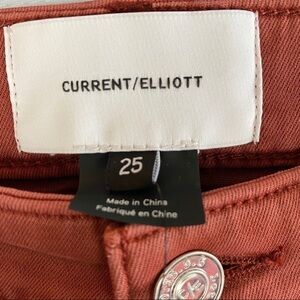 CURRENT/ELLIOTT
25
Made in China
Fabriqué en Chine